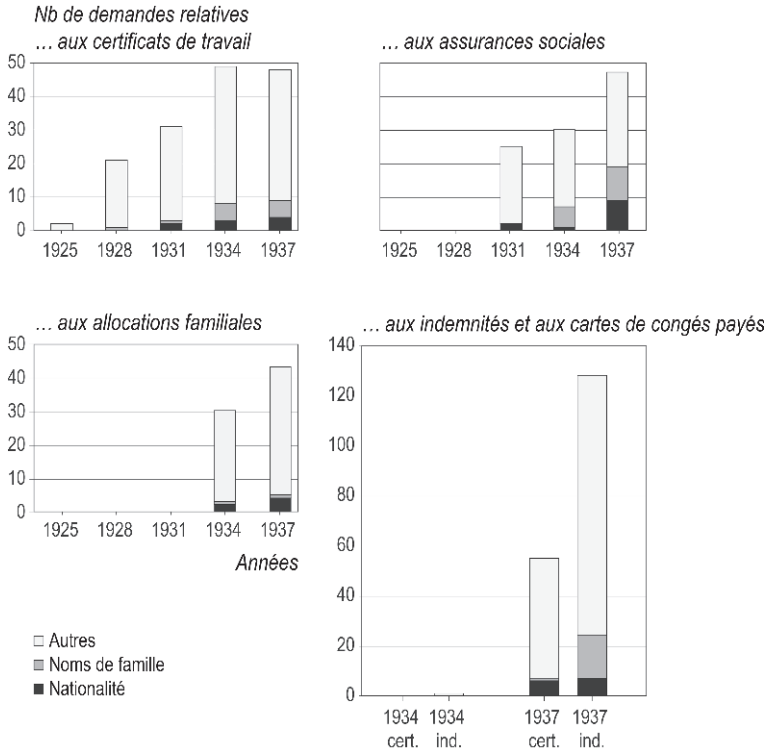 Nb de demandes relatives
… aux certificats de travail
50
40
30
20
10
0
1925 1928 1931 1934 1937
… aux assurances sociales
1925 1928 1931 1934 1937
… aux allocations familiales
50
40
30
20
10
0
1925 1928 1931 1934 1937
Années
… aux indemnités et aux cartes de congés payés
140
120
100
80
60
40
20
0
1934 1934 1937 1937
cert. ind. cert. ind.
Autres
Noms de famille
Nationalité